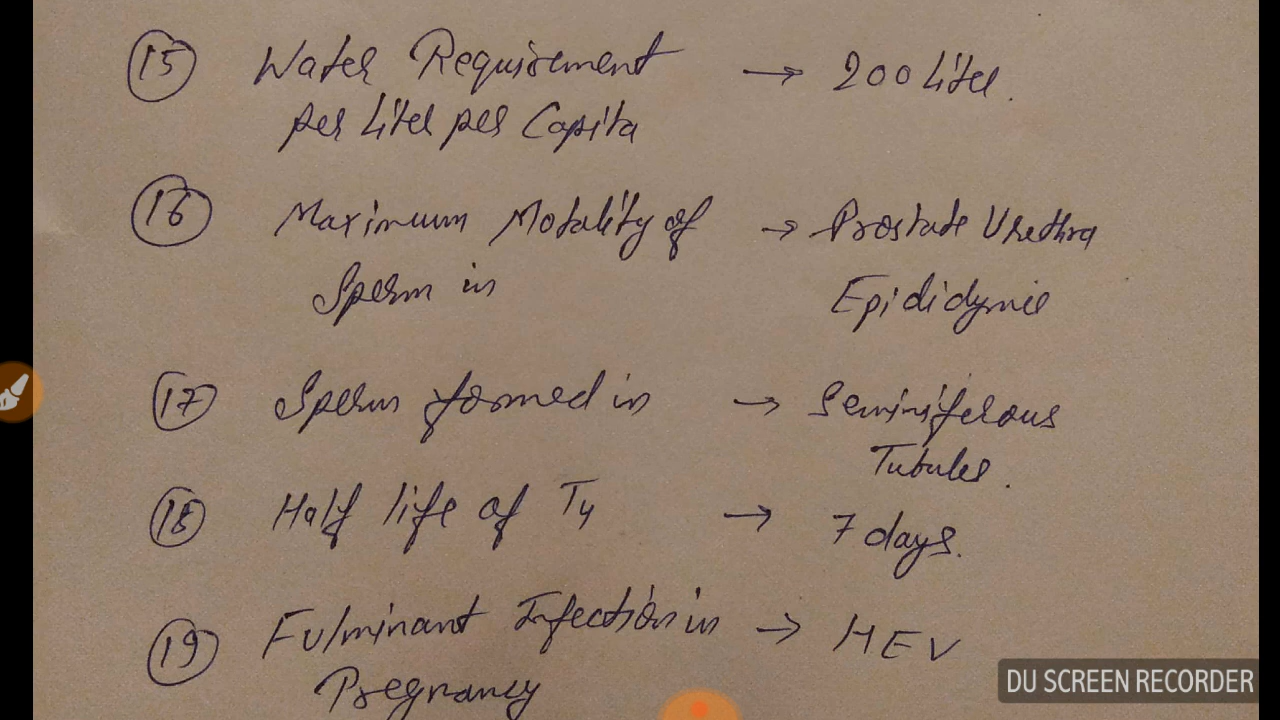 15 Water Requirement → 200 liter.
per liter per Capita
16 Maximum Motality of → Prostate Urethra
Sperm in Epididymis
17 Sperm formed in → Seminiferous
Tubules.
18 Half life of T4 → 7 days.
19 Fulminant Infection in → HEV
Pregnancy
DU SCREEN RECORDER